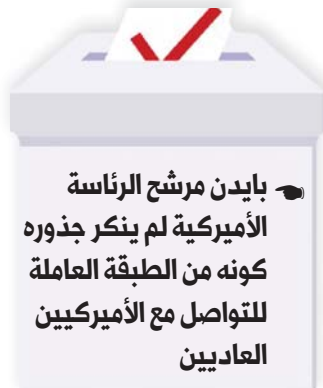 بايدن مرشح الرئاسة
الأميركية لم ينكر جذوره
كونه من الطبقة العاملة
للتواصل مع الأميركيين
العاديين